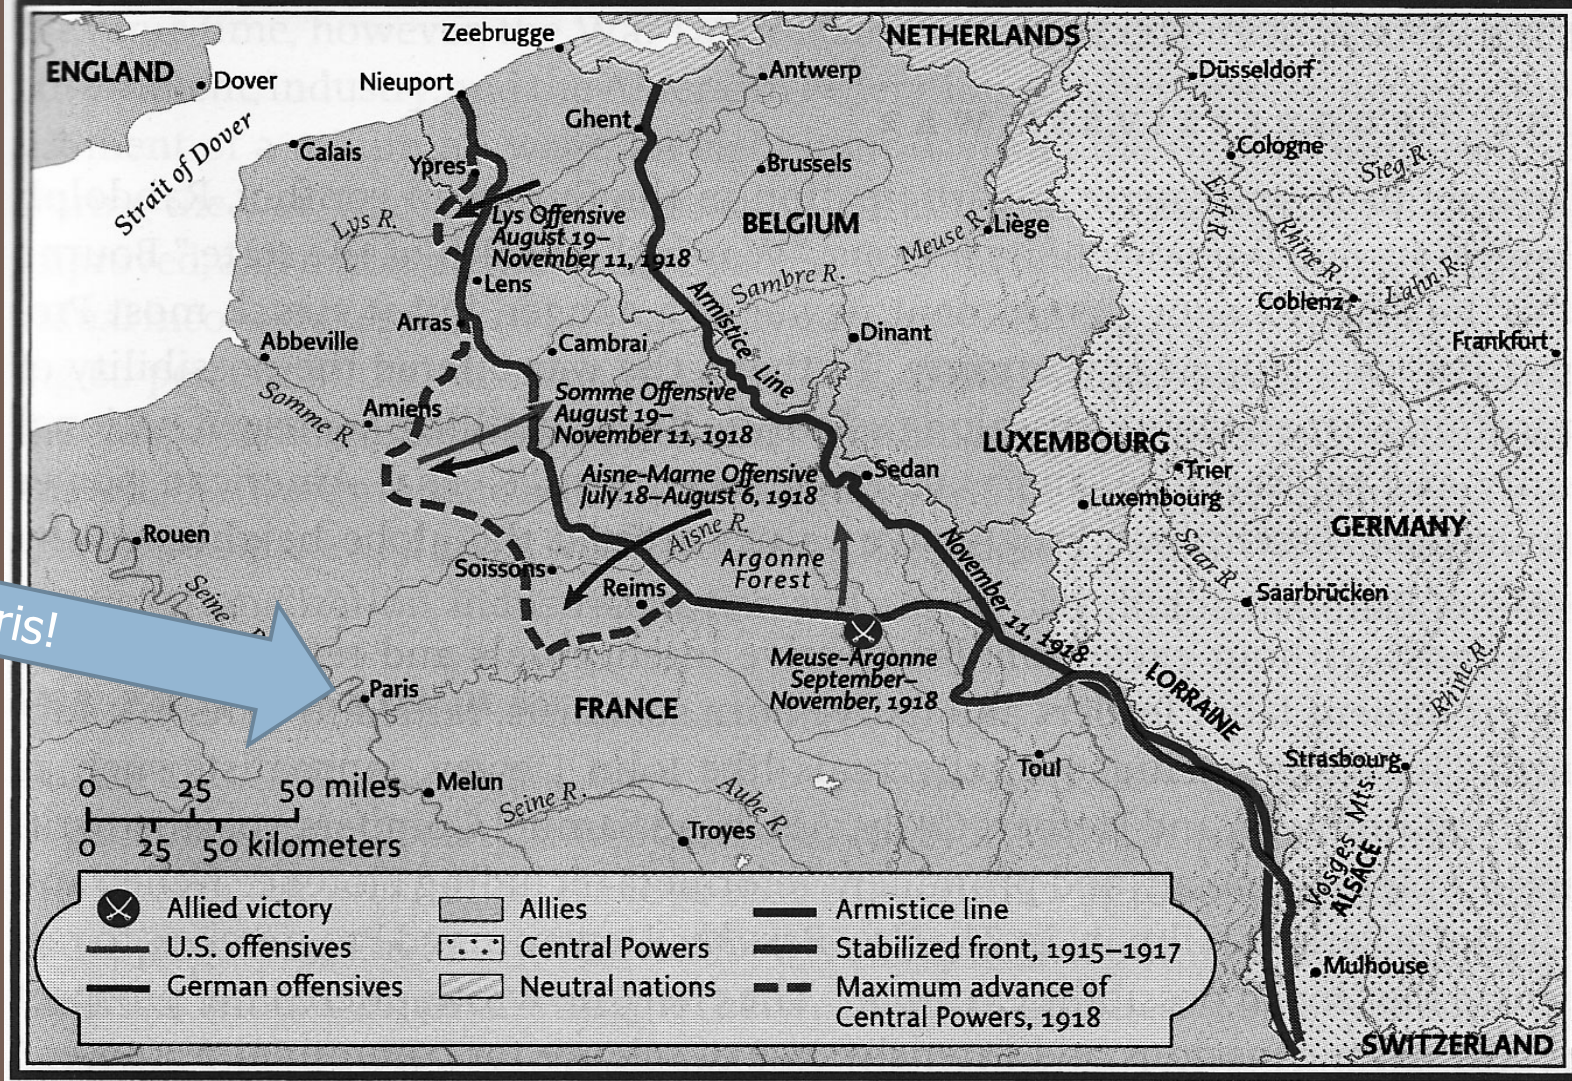 ENGLAND
Dover
Strait of Dover
Calais
Zeebrugge
Nieuport
NETHERLANDS
Antwerp
Ghent
Ypres
Brussels
BELGIUM
Lys R.
Lys Offensive
August 19–
November 11, 1918
Lens
Arras
Meuse R.
Liège
Sambre R.
Dinant
Düsseldorf
Cologne
Sieg R.
Erft R.
Rhine R.
Coblenz
Lahn R.
Frankfurt
Abbeville
Cambrai
Somme R.
Amiens
Somme Offensive
August 19–
November 11, 1918
Armistice Line
November 11, 1918
Aisne-Marne Offensive
July 18–August 6, 1918
Aisne R.
Sedan
LUXEMBOURG
Luxembourg
Trier
GERMANY
Saar R.
Saarbrücken
Rouen
Seine R.
Soissons
Reims
Argonne
Forest
Meuse-Argonne
September–
November, 1918
ris!
Paris
FRANCE
LORRAINE
Rhine R.
Strasbourg
Toul
Melun
Seine R.
Aube R.
Troyes
Vosges Mts.
ALSACE
Mulhouse
SWITZERLAND
0 25 50 miles
0 25 50 kilometers
Allied victory
U.S. offensives
German offensives
Allies
Central Powers
Neutral nations
Armistice line
Stabilized front, 1915–1917
Maximum advance of
Central Powers, 1918